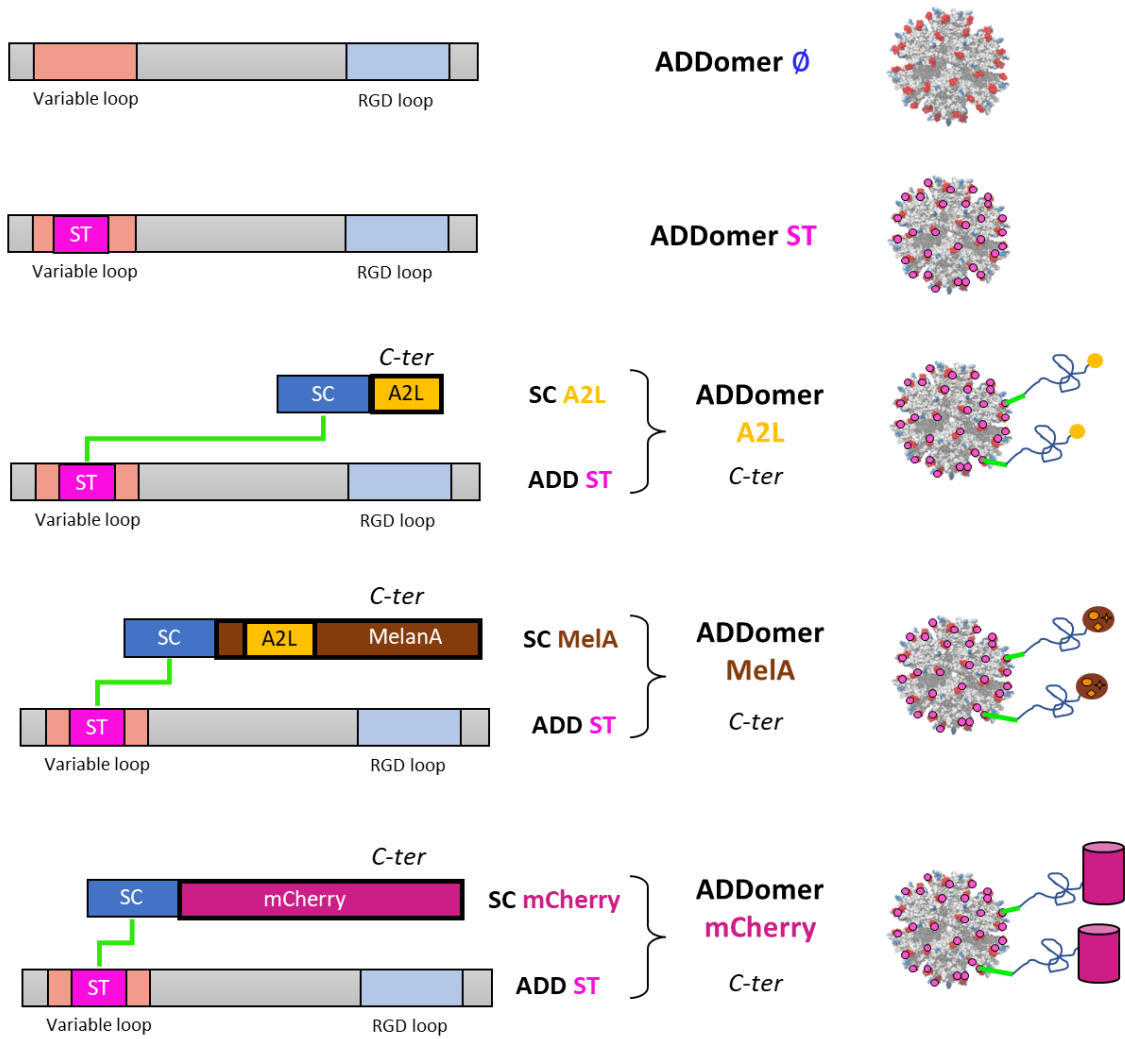 ADDomer Ø
Variable loop
RGD loop
ST
ADDomer ST
Variable loop
RGD loop
C-ter
SC
A2L
SC A2L
ADDomer
A2L
ST
ADD ST
C-ter
Variable loop
RGD loop
C-ter
SC
A2L
MelanA
SC MelA
ADDomer
MelA
ST
ADD ST
C-ter
Variable loop
RGD loop
C-ter
SC
mCherry
SC mCherry
ADDomer
mCherry
ST
ADD ST
C-ter
Variable loop
RGD loop